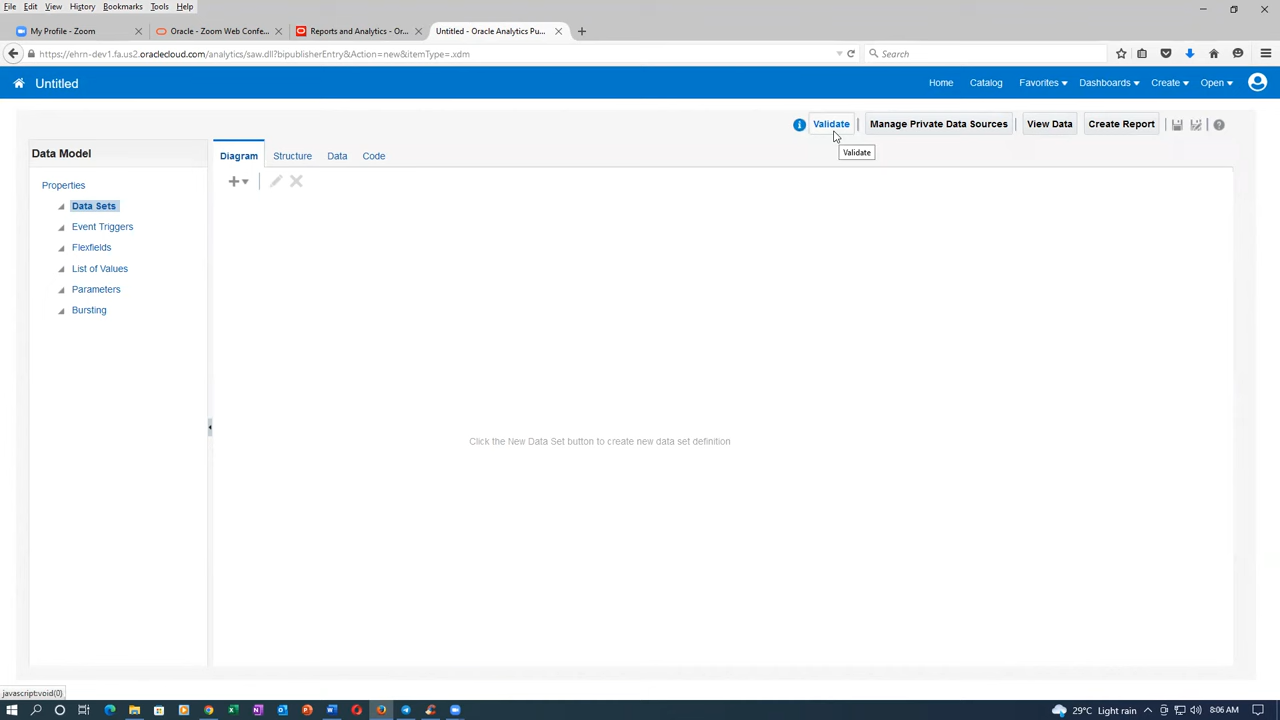 File Edit View History Bookmarks Tools Help
My Profile - Zoom
Oracle - Zoom Web Confe...
Reports and Analytics - Or...
Untitled - Oracle Analytics Pu...
https://ehrn-dev1.fa.us2.oraclecloud.com/analytics/saw.dll?bipublisherEntry&Action=new&itemType=.xdm
Search
Untitled
Home Catalog Favorites Dashboards Create Open
Validate Manage Private Data Sources View Data Create Report
Validate
Data Model
Diagram Structure Data Code
Properties
Data Sets
Event Triggers
Flexfields
List of Values
Parameters
Bursting
Click the New Data Set button to create new data set definition
javascript:void(0)
29°C Light rain
8:06 AM